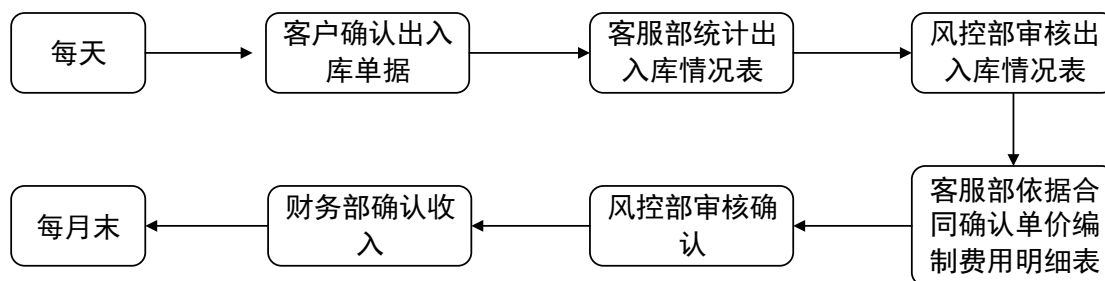 每天
客户确认出入
库单据
客服部统计出
入库情况表
风控部审核出
入库情况表
客服部依据合
同确认单价编
制费用明细表
风控部审核确
认
财务部确认收
入
每月末